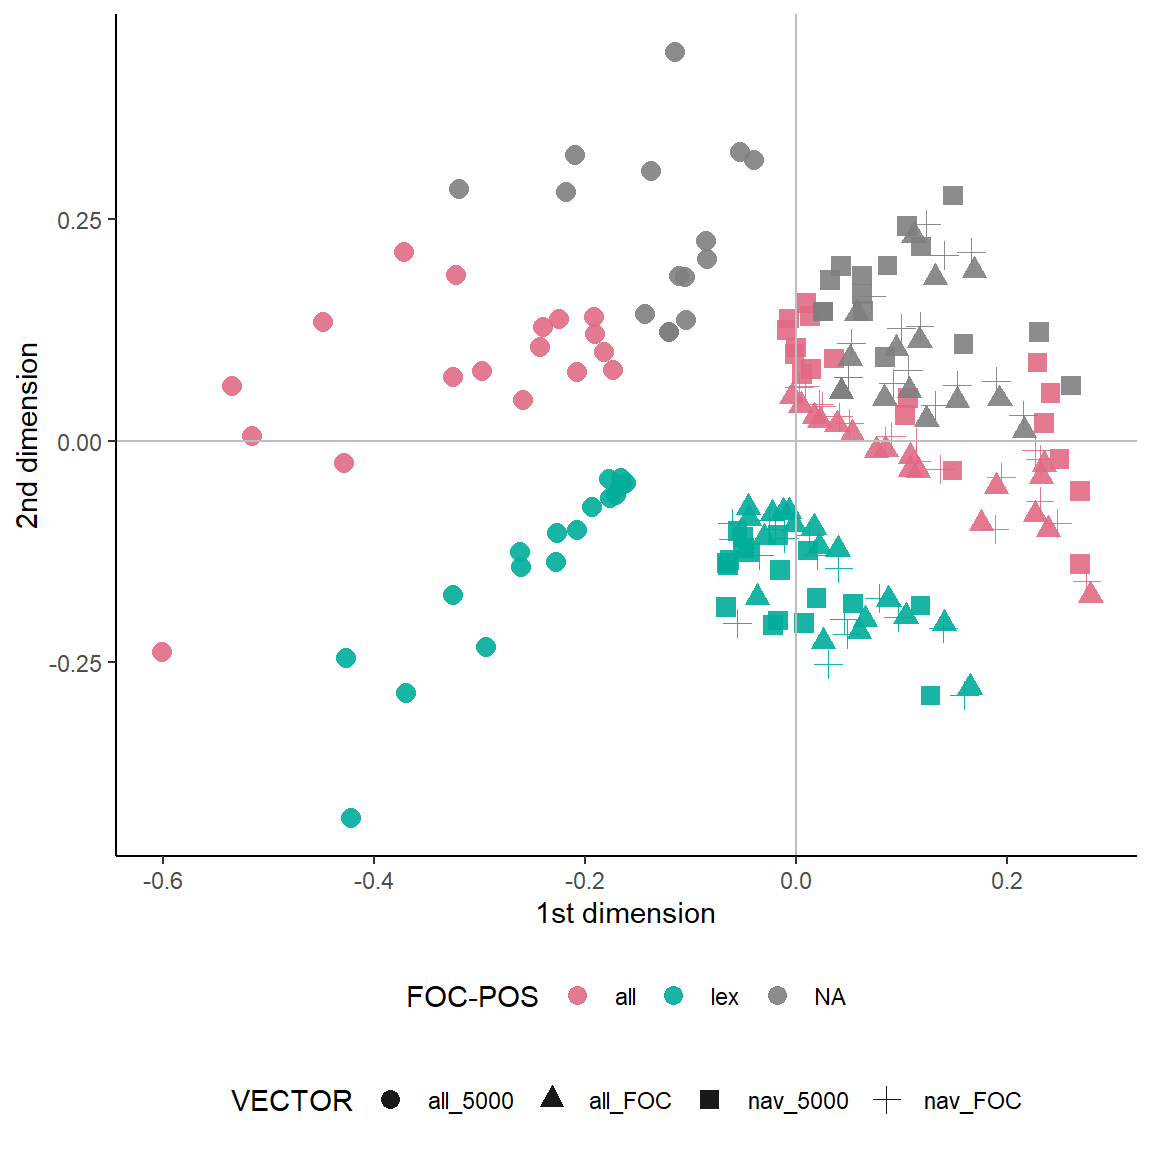 2nd dimension
0.25
0.00
-0.25
-0.6 -0.4 -0.2 0.0 0.2
1st dimension
FOC-POS all lex NA
VECTOR all_5000 all_FOC nav_5000 nav_FOC